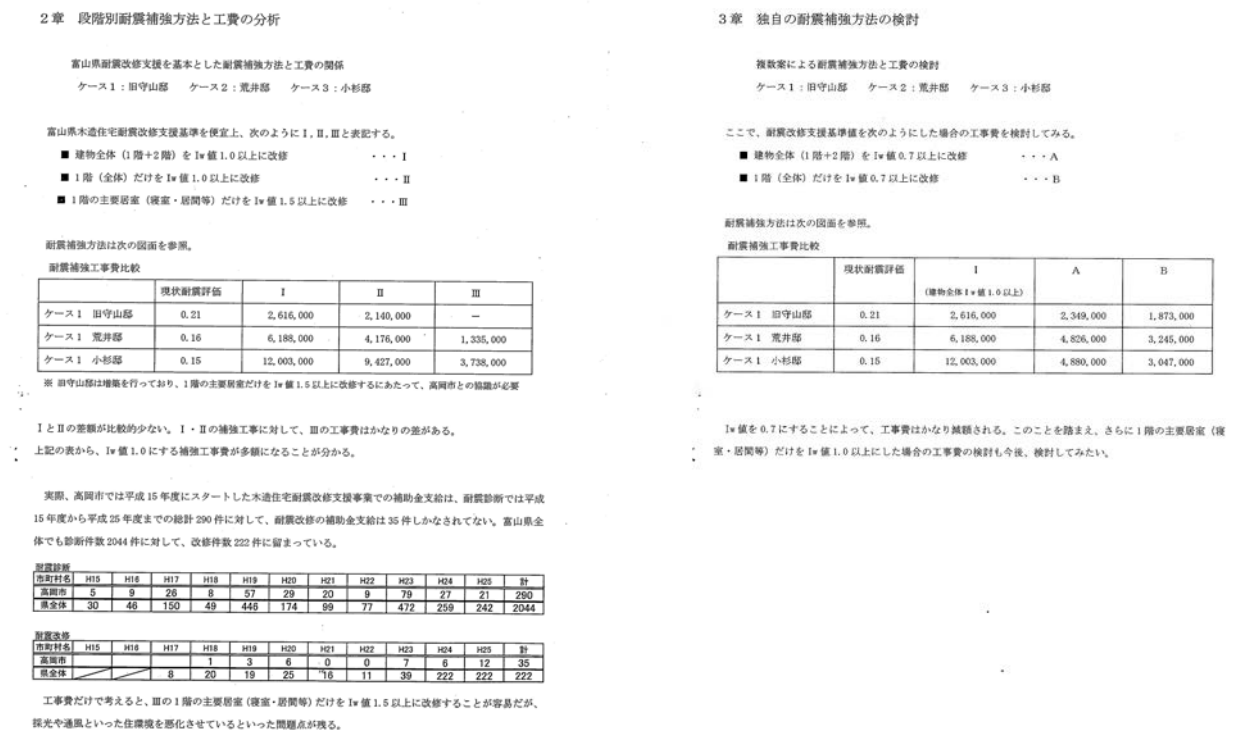 2章 段階別耐震補強方法と工費の分析
富山県耐震改修支援を基本とした耐震補強方法と工費の関係
ケース1:旧守山邸 ケース2:荒井邸 ケース3:小杉邸
富山県木造住宅耐震改修支援基準を便宜上、次のようにⅠ,Ⅱ,Ⅲと表記する。
■ 建物全体(1階+2階)をIw値1.0以上に改修 ・・・Ⅰ
■ 1階(全体)だけをIw値1.0以上に改修 ・・・Ⅱ
■ 1階の主要居室(寝室・居間等)だけをIw値1.5以上に改修 ・・・Ⅲ
耐震補強方法は次の図面を参照。
耐震補強工事費比較
現状耐震評価 Ⅰ Ⅱ Ⅲ
ケース1 旧守山邸 0.21 2,616,000 2,140,000 ―
ケース1 荒井邸 0.16 6,188,000 4,176,000 1,335,000
ケース1 小杉邸 0.15 12,003,000 9,427,000 3,738,000
※ 旧守山邸は増築を行っており、1階の主要居室だけをIw値1.5以上に改修するにあたって、高岡市との協議が必要
ⅠとⅡの差額が比較的少ない。Ⅰ・Ⅱの補強工事に対して、Ⅲの工事費はかなりの差がある。
上記の表から、Iw値1.0にする補強工事費が多額になることが分かる。
実際、高岡市では平成15年度にスタートした木造住宅耐震改修支援事業での補助金支給は、耐震診断では平成
15年度から平成25年度までの総計290件に対して、耐震改修の補助金支給は35件しかなされてない。富山県全
体でも診断件数2044件に対して、改修件数222件に留まっている。
耐震診断
市町村名 H15 H16 H17 H18 H19 H20 H21 H22 H23 H24 H25 計
高岡市 5 9 26 8 57 29 20 9 79 27 21 290
県全体 30 46 150 49 446 174 99 77 472 259 242 2044
耐震改修
市町村名 H15 H16 H17 H18 H19 H20 H21 H22 H23 H24 H25 計
高岡市 1 3 6 0 0 7 6 12 35
県全体 8 20 19 25 16 11 39 222 222 222
工事費だけで考えると、Ⅲの1階の主要居室(寝室・居間等)だけをIw値1.5以上に改修することが容易だが、
採光や通風といった住環境を悪化させているといった問題点が残る。
3章 独自の耐震補強方法の検討
複数案による耐震補強方法と工費の検討
ケース1:旧守山邸 ケース2:荒井邸 ケース3:小杉邸
ここで、耐震改修支援基準値を次のようにした場合の工事費を検討してみる。
■ 建物全体(1階+2階)をIw値0.7以上に改修 ・・・A
■ 1階(全体)だけをIw値0.7以上に改修 ・・・B
耐震補強方法は次の図面を参照。
耐震補強工事費比較
現状耐震評価 Ⅰ A B
(建物全体Iw値1.0以上)
ケース1 旧守山邸 0.21 2,616,000 2,349,000 1,873,000
ケース1 荒井邸 0.16 6,188,000 4,826,000 3,245,000
ケース1 小杉邸 0.15 12,003,000 4,880,000 3,047,000
Iw値を0.7にすることによって、工事費はかなり減額される。このことを踏まえ、さらに1階の主要居室(寝
室・居間等)だけをIw値1.0以上にした場合の工事費の検討も今後、検討してみたい。